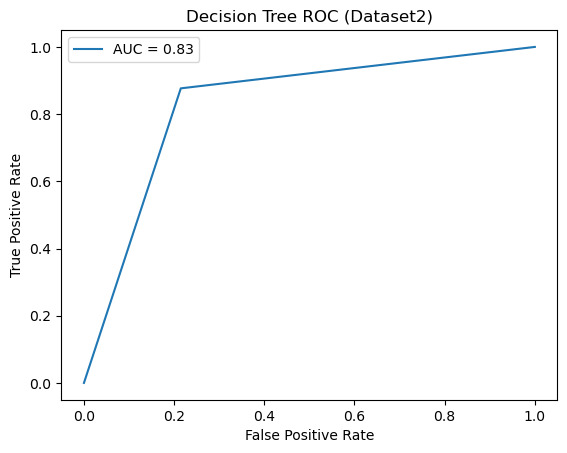 Decision Tree ROC (Dataset2)
AUC = 0.83
True Positive Rate
1.0
0.8
0.6
0.4
0.2
0.0
0.0 0.2 0.4 0.6 0.8 1.0
False Positive Rate